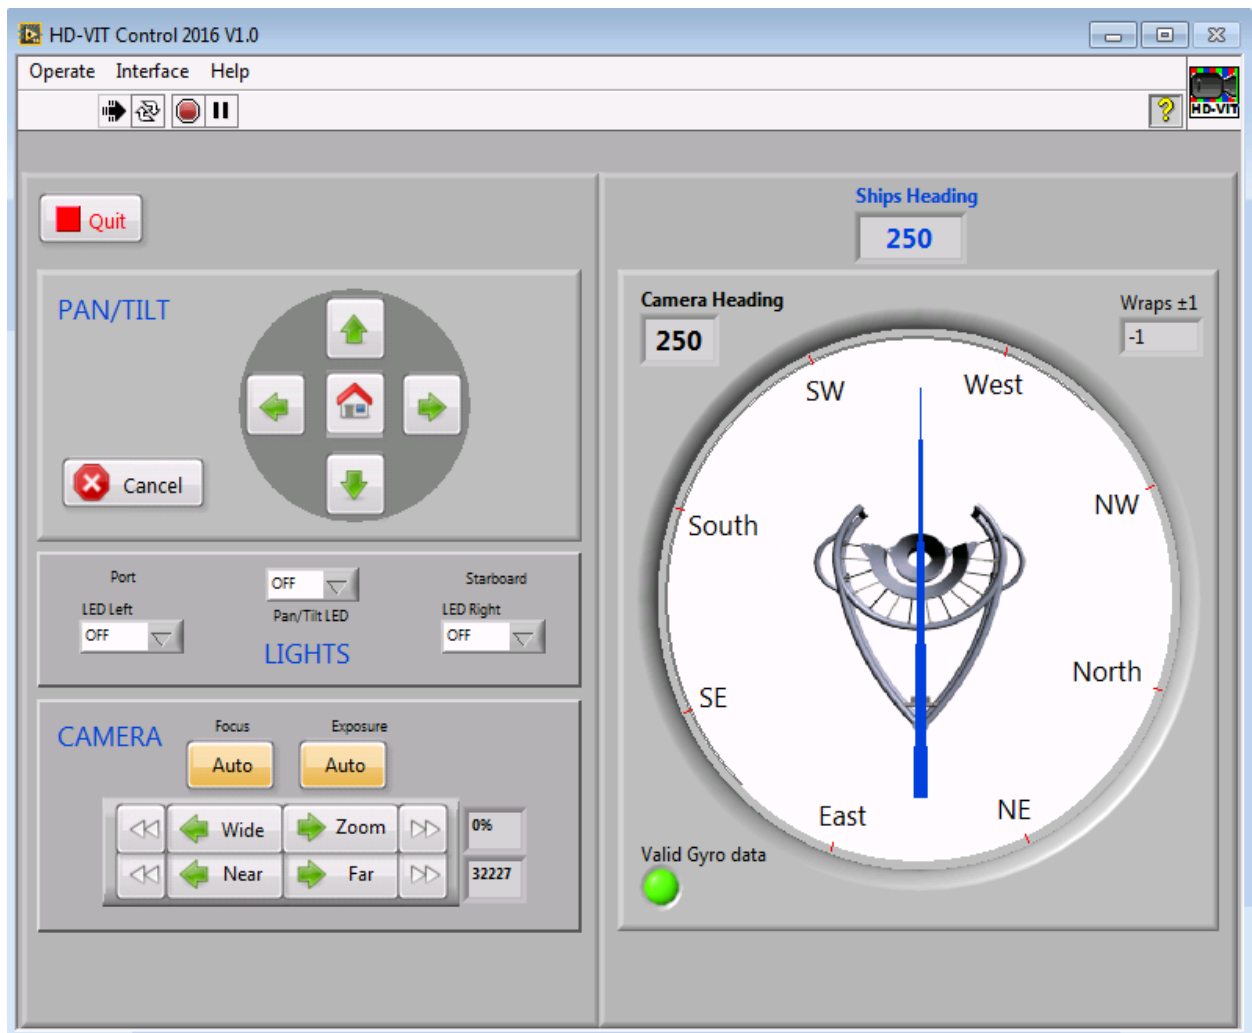 HD-VIT Control 2016 V1.0
Operate Interface Help
HD-VIT
Quit
Ships Heading
250
PAN/TILT
Cancel
Camera Heading
250
Wraps ±1
-1
SW
West
NW
South
North
SE
NE
East
Valid Gyro data
Port
LED Left
OFF
OFF
Pan/Tilt LED
LIGHTS
Starboard
LED Right
OFF
CAMERA
Focus
Auto
Exposure
Auto
Wide Zoom 0%
Near Far 32227